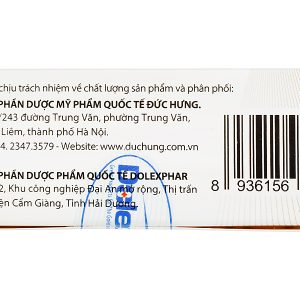 chịu trách nhiệm về chất lượng sản phẩm và phân phối:
PHẦN DƯỢC MỸ PHẨM QUỐC TẾ ĐỨC HƯNG.
/243 đường Trung Văn, phường Trung Văn,
Liêm, thành phố Hà Nội.
4. 2347.3579 - Website: www.duchung.com.vn
PHẦN DƯỢC PHẨM QUỐC TẾ DOLEXPHAR
2, Khu công nghiệp Đại An mở rộng, Thị trấn
ện Cẩm Giàng, Tỉnh Hải Dương.
8 936156